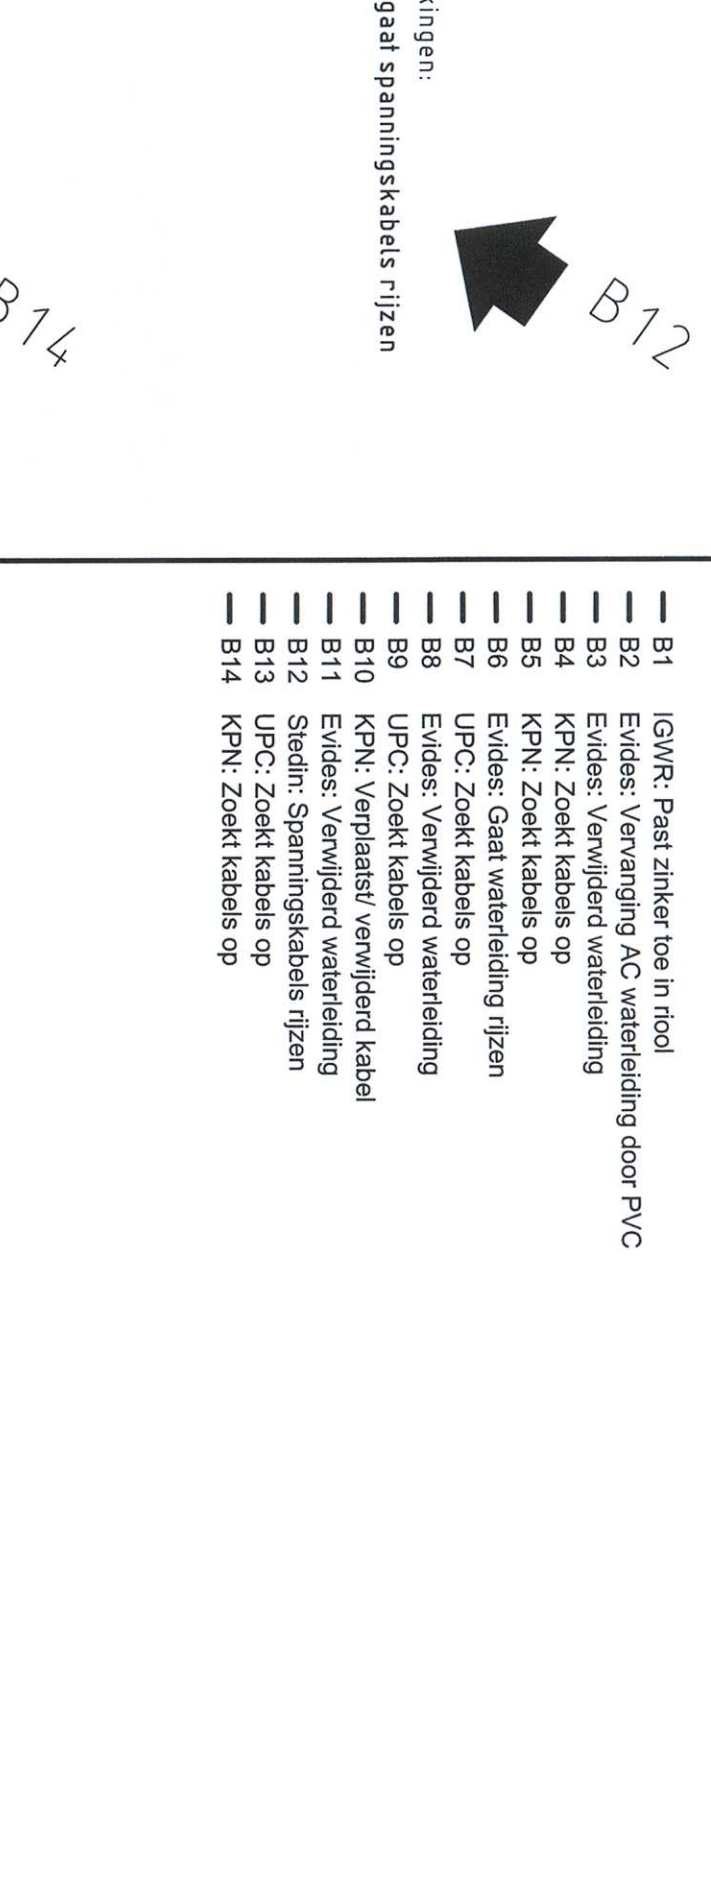 kingen:
gaat spanningskabels rijzen
B12
B14
B1 IGWR: Past zinker toe in riool
B2 Evides: Vervanging AC waterleiding door PVC
B3 Evides: Verwijderd waterleiding
B4 KPN: Zoekt kabels op
B5 KPN: Zoekt kabels op
B6 Evides: Gaat waterleiding rijzen
B7 UPC: Zoekt kabels op
B8 Evides: Verwijderd waterleiding
B9 UPC: Zoekt kabels op
B10 KPN: Verplaatst/ verwijderd kabel
B11 Evides: Verwijderd waterleiding
B12 Stedin: Spanningskabels rijzen
B13 UPC: Zoekt kabels op
B14 KPN: Zoekt kabels op